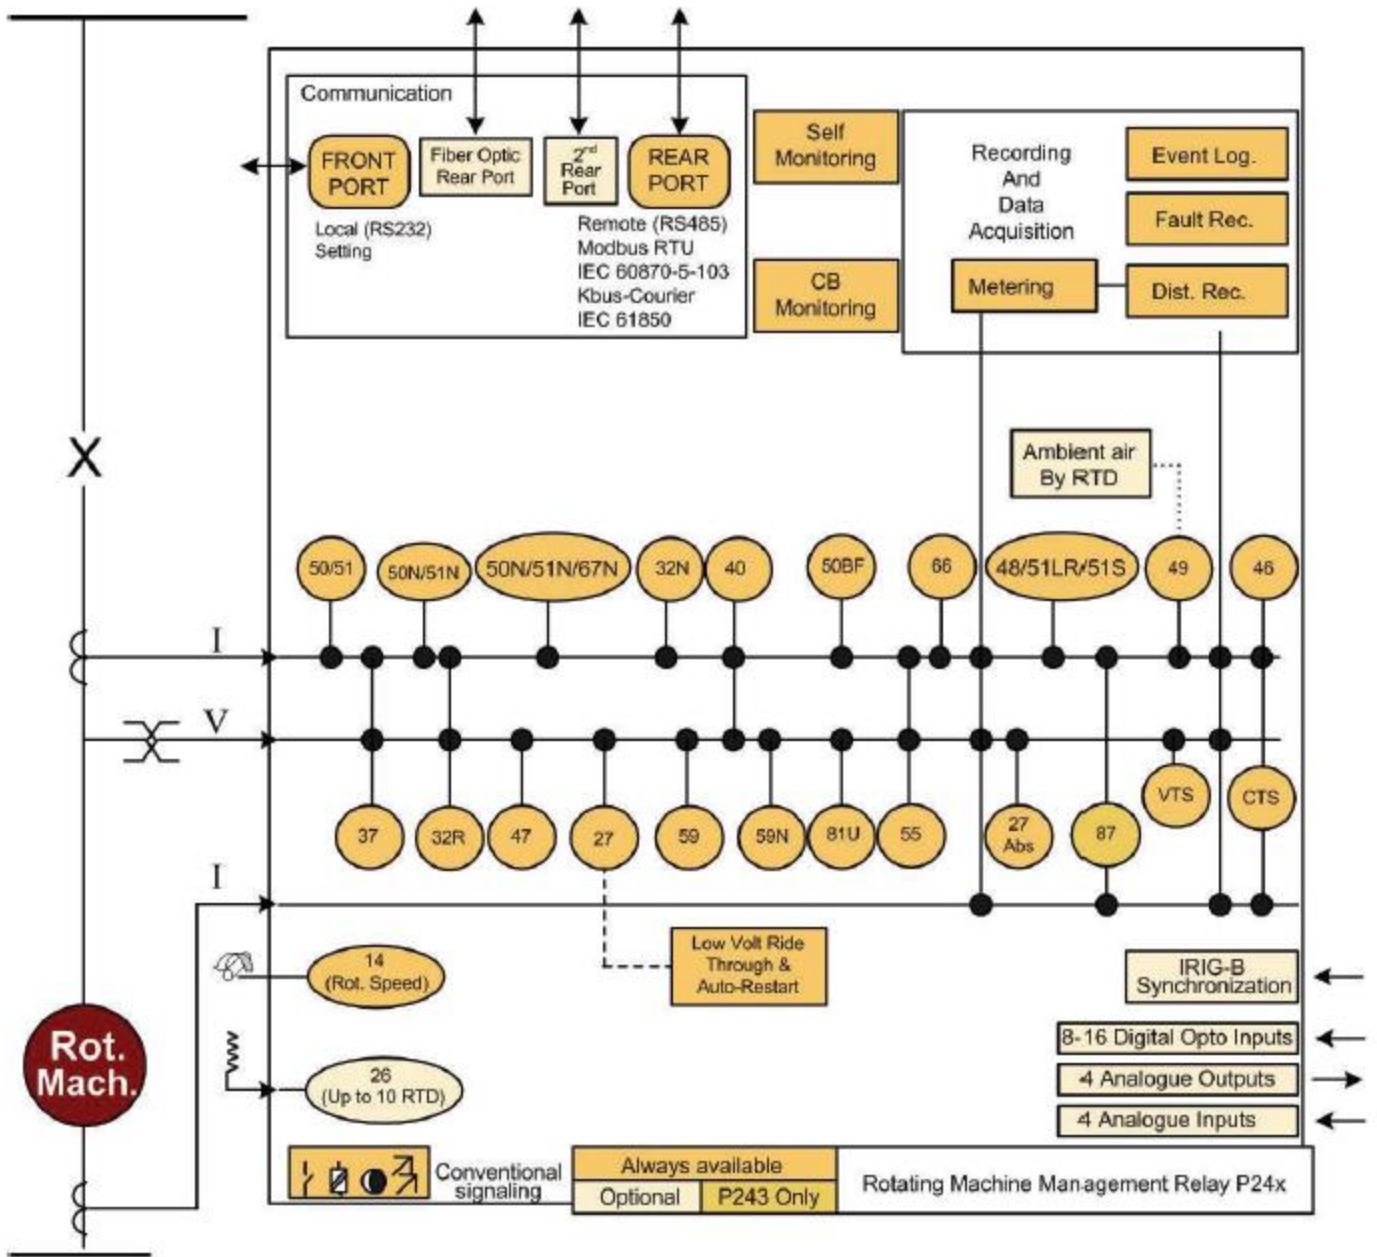 Communication
FRONT
PORT
Fiber Optic
Rear Port
2nd
Rear
Port
REAR
PORT
Local (RS232)
Setting
Remote (RS485)
Modbus RTU
IEC 60870-5-103
Kbus-Courier
IEC 61850
Self
Monitoring
CB
Monitoring
Recording
And
Data
Acquisition
Event Log.
Fault Rec.
Metering
Dist. Rec.
X
Ambient air
By RTD
50/51
50N/51N
50N/51N/67N
32N
40
50BF
66
48/51LR/51S
49
46
I
V
37
32R
47
27
59
59N
81U
55
27
Abs
87
VTS
CTS
I
14
(Rot. Speed)
Low Volt Ride
Through &
Auto-Restart
IRIG-B
Synchronization
Rot.
Mach.
26
(Up to 10 RTD)
8-16 Digital Opto Inputs
4 Analogue Outputs
4 Analogue Inputs
Conventional
signaling
Always available
Optional
P243 Only
Rotating Machine Management Relay P24x